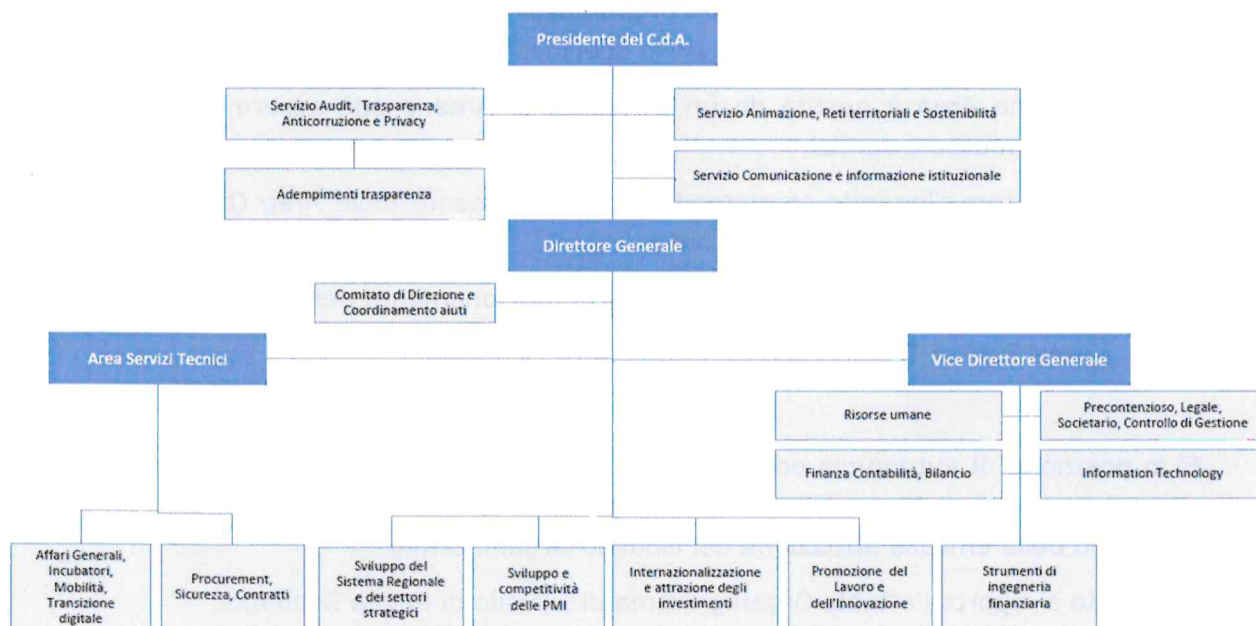 Presidente del C.d.A.
Servizio Audit, Trasparenza,
Anticorruzione e Privacy
Servizio Animazione, Reti territoriali e Sostenibilità
Adempimenti trasparenza
Servizio Comunicazione e informazione istituzionale
Direttore Generale
Comitato di Direzione e
Coordinamento aiuti
Area Servizi Tecnici
Vice Direttore Generale
Risorse umane
Precontenzioso, Legale,
Societario, Controllo di Gestione
Finanza Contabilità, Bilancio
Information Technology
Affari Generali,
Incubatori,
Mobilità,
Transizione
digitale
Procurement,
Sicurezza, Contratti
Sviluppo del
Sistema Regionale
e dei settori
strategici
Sviluppo e
competitività
delle PMI
Internazionalizzazione
e attrazione degli
investimenti
Promozione del
Lavoro e
dell'Innovazione
Strumenti di
ingegneria
finanziaria